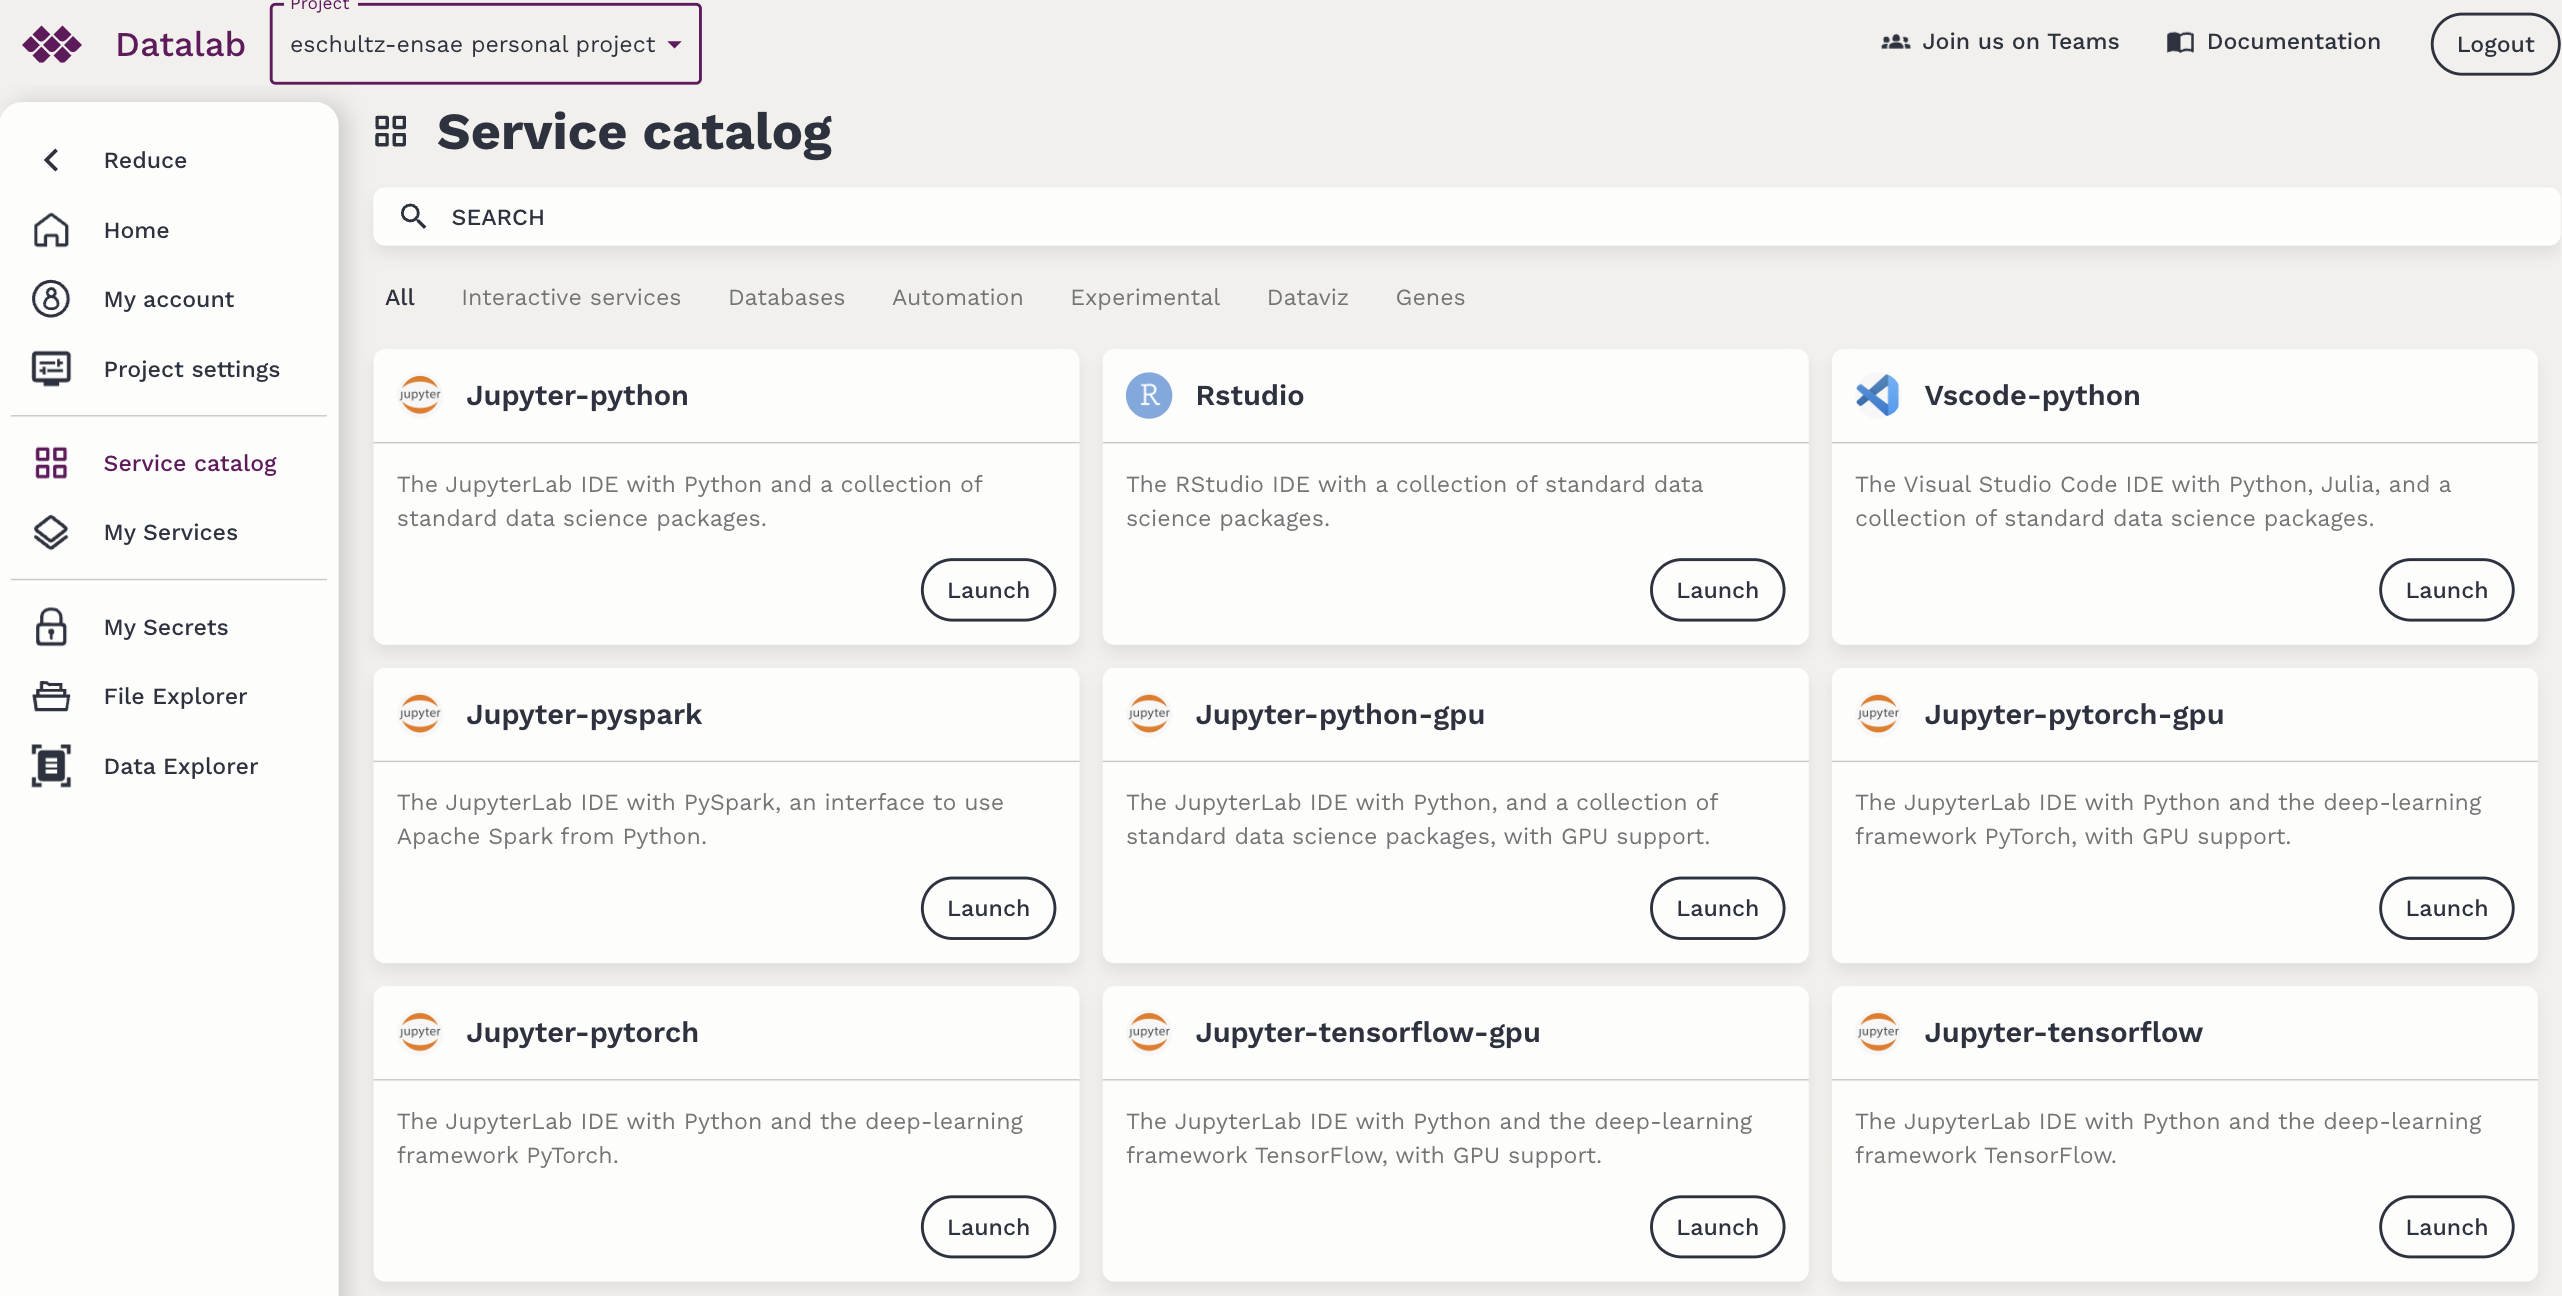 Project
Datalab
eschultz-ensae personal project
Join us on Teams
Documentation
Logout
Reduce
Home
My account
Project settings
Service catalog
My Services
My Secrets
File Explorer
Data Explorer
Service catalog
SEARCH
All
Interactive services
Databases
Automation
Experimental
Dataviz
Genes
jupyter
Jupyter-python
The JupyterLab IDE with Python and a collection of
standard data science packages.
Launch
R
Rstudio
The RStudio IDE with a collection of standard data
science packages.
Launch
Vscode-python
The Visual Studio Code IDE with Python, Julia, and a
collection of standard data science packages.
Launch
jupyter
Jupyter-pyspark
The JupyterLab IDE with PySpark, an interface to use
Apache Spark from Python.
Launch
jupyter
Jupyter-python-gpu
The JupyterLab IDE with Python, and a collection of
standard data science packages, with GPU support.
Launch
jupyter
Jupyter-pytorch-gpu
The JupyterLab IDE with Python and the deep-learning
framework PyTorch, with GPU support.
Launch
jupyter
Jupyter-pytorch
The JupyterLab IDE with Python and the deep-learning
framework PyTorch.
Launch
jupyter
Jupyter-tensorflow-gpu
The JupyterLab IDE with Python and the deep-learning
framework TensorFlow, with GPU support.
Launch
jupyter
Jupyter-tensorflow
The JupyterLab IDE with Python and the deep-learning
framework TensorFlow.
Launch